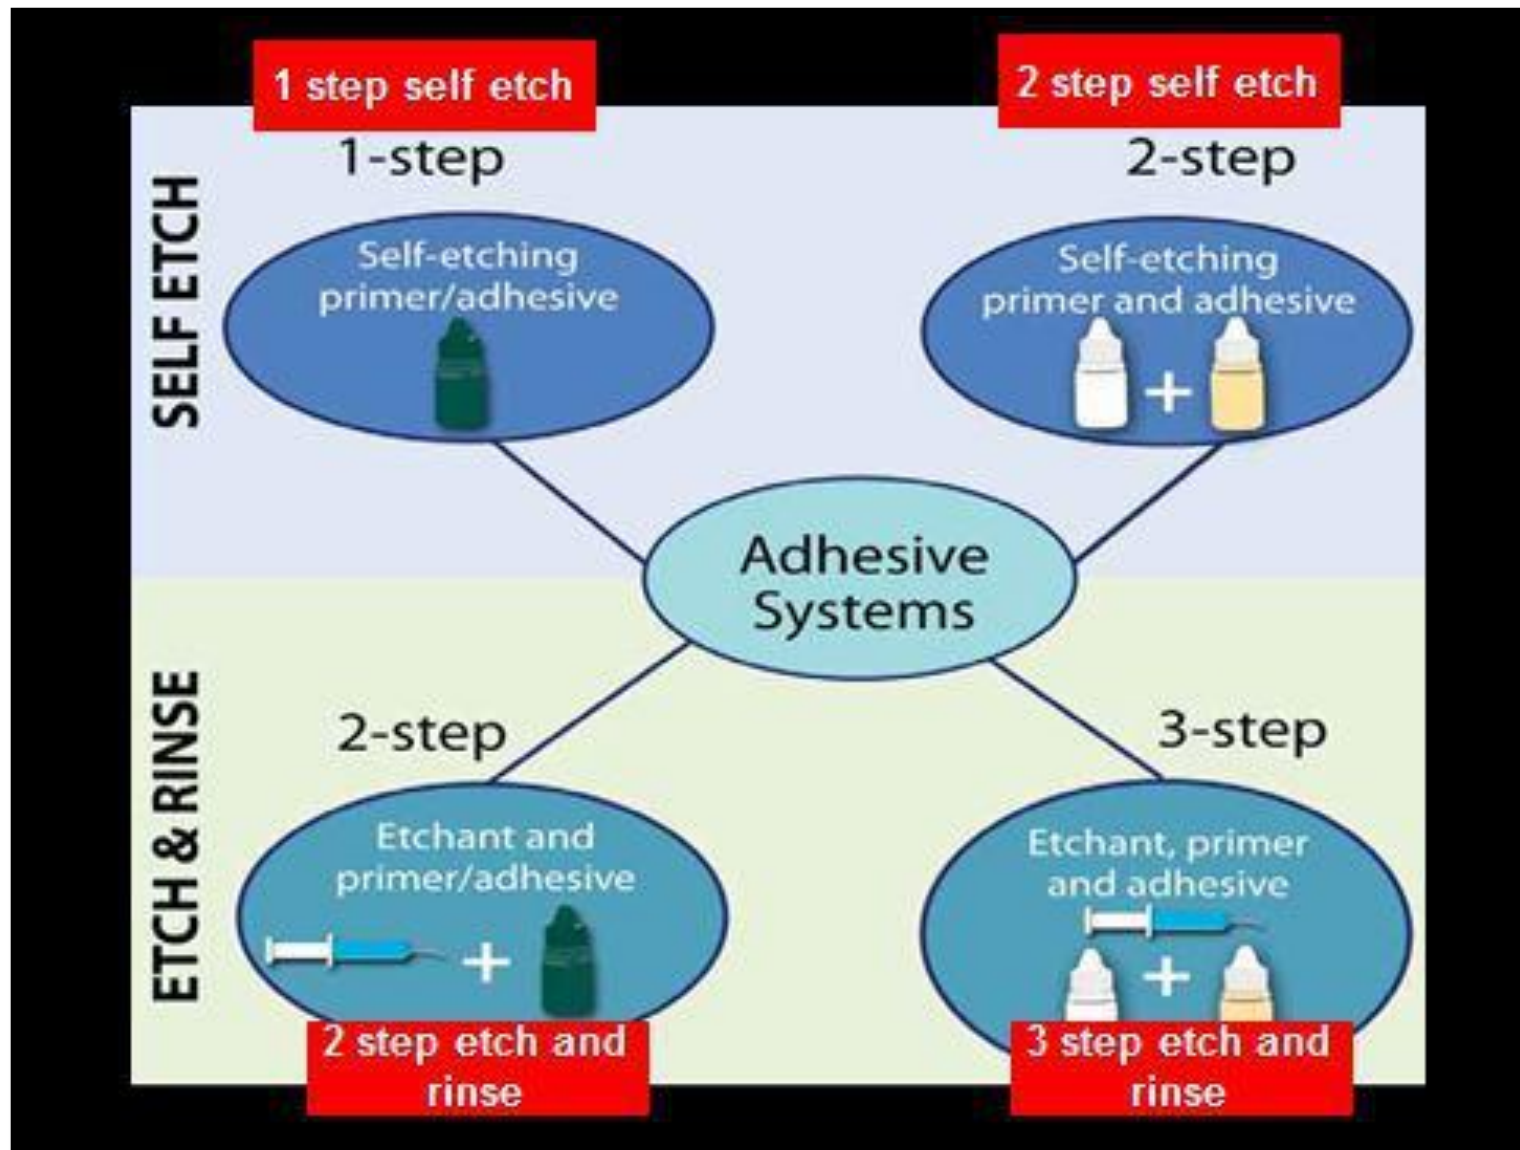 1 step self etch
2 step self etch
1-step
2-step
SELF ETCH
Self-etching
primer/adhesive
Self-etching
primer and adhesive
+
Adhesive
Systems
ETCH & RINSE
2-step
3-step
Etchant and
primer/adhesive
+
Etchant, primer
and adhesive
+
2 step etch and
rinse
3 step etch and
rinse